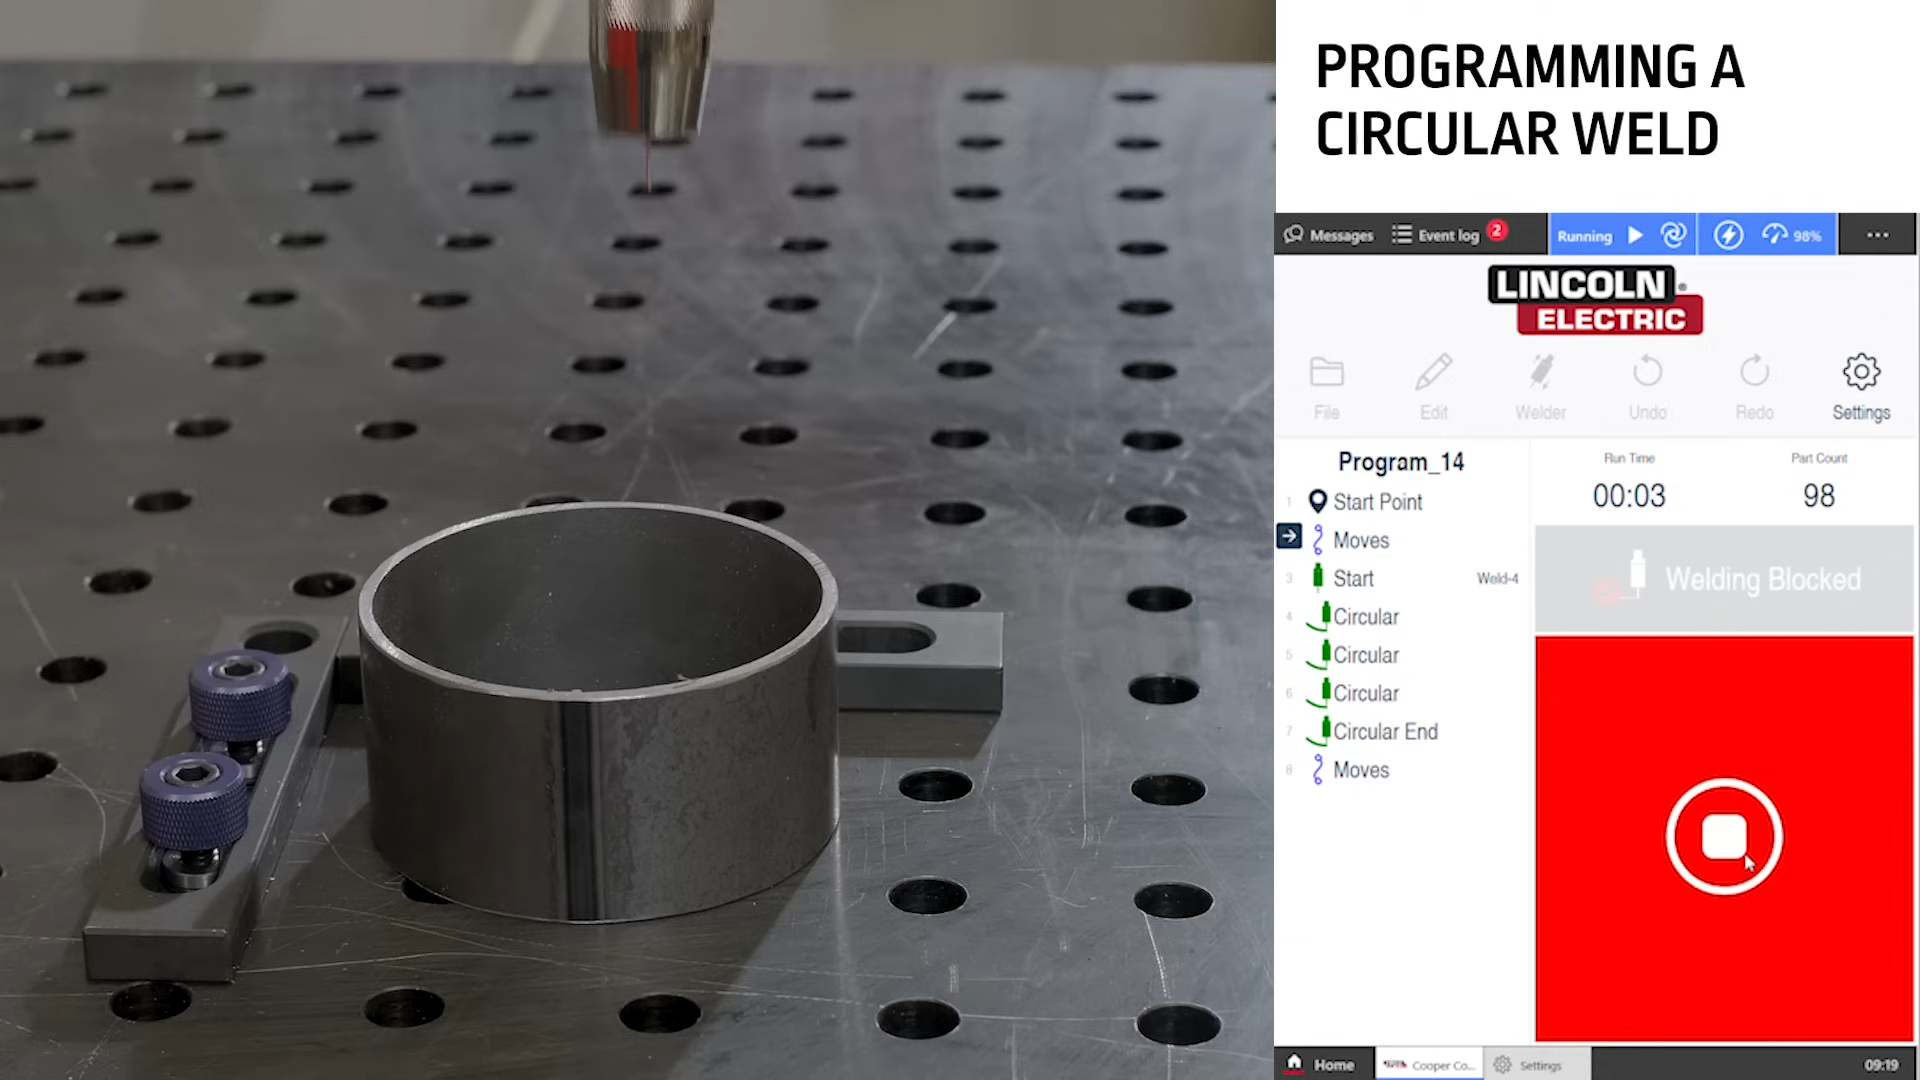 PROGRAMMING A
CIRCULAR WELD
Messages
Event log
2
Running
98%
LINCOLN
ELECTRIC
File
Edit
Welder
Undo
Redo
Settings
Program_14
Run Time
Part Count
00:03
98
1 Start Point
Moves
3 Start Weld-4
4 Circular
5 Circular
6 Circular
7 Circular End
8 Moves
Welding Blocked
Home
Cooper Co...
Settings
09:19